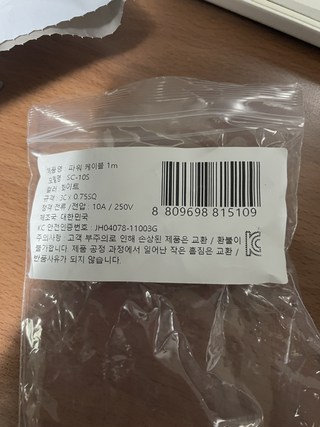 제품명 : 파워 케이블 1m
모델명 : SC-10S
컬러 : 화이트
규격 : 3C X 0.75SQ
정격 전류 / 전압 : 10A / 250V
제조국 : 대한민국
KC 안전인증번호 : JH04078-11003G
주의사항 : 고객 부주의로 인해 손상된 제품은 교환 / 환불이
불가합니다. 제품 공정 과정에서 일어난 작은 흠집은 교환 /
반품사유가 되지 않습니다.
8 809698 815109